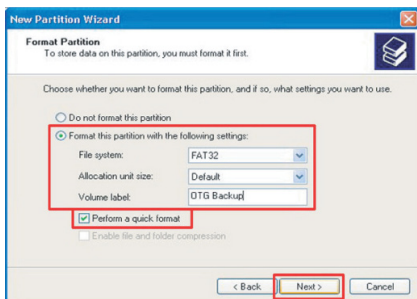 New Partition Wizard
Format Partition
To store data on this partition, you must format it first.
Choose whether you want to format this partition, and if so, what settings you want to use.
Do not format this partition
Format this partition with the following settings:
File system: FAT32
Allocation unit size: Default
Volume label: OTG Backup
Perform a quick format
Enable file and folder compression
< Back Next > Cancel